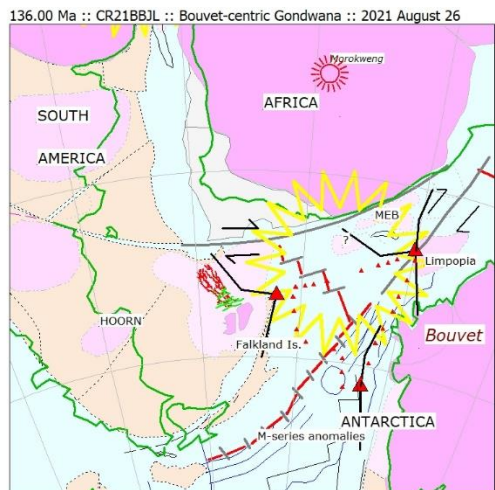 136.00 Ma :: CR21BBJL :: Bouvet-centric Gondwana :: 2021 August 26
Morokweng
AFRICA
SOUTH
AMERICA
MEB
?
Limpopia
HOORN
Falkland Is.
Bouvet
ANTARCTICA
M-series anomalies